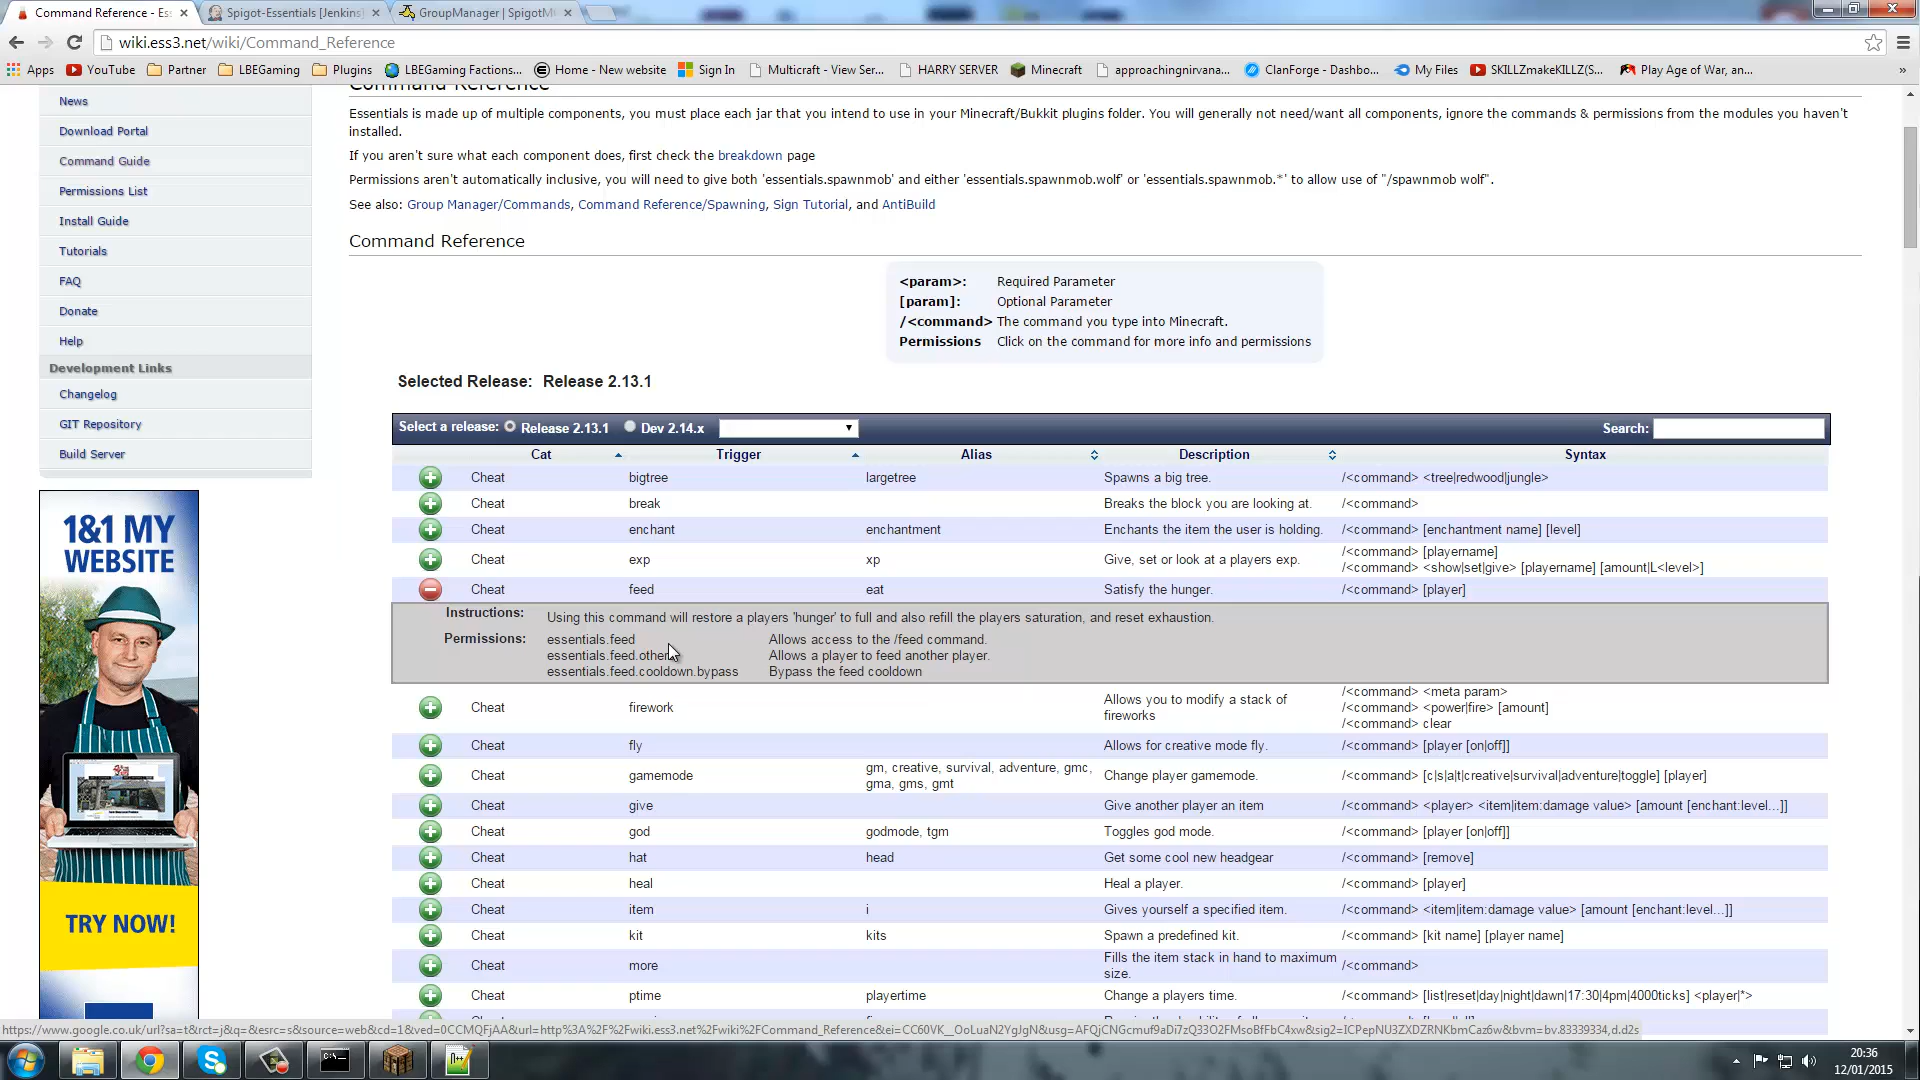 Command Reference - Ess
Spigot-Essentials [Jenkins]
GroupManager | SpigotM
wiki.ess3.net/wiki/Command_Reference
Apps
YouTube
Partner
LBEGaming
Plugins
LBEGaming Factions...
Home - New website
Sign In
Multicraft - View Ser...
HARRY SERVER
Minecraft
approachingnirvana...
ClanForge - Dashbo...
My Files
SKILLZmakeKILLZ(S...
Play Age of War, an...
»
News
Download Portal
Command Guide
Permissions List
Install Guide
Tutorials
FAQ
Donate
Help
Development Links
Changelog
GIT Repository
Build Server
1&1 MY
WEBSITE
TRY NOW!
Command Reference
Essentials is made up of multiple components, you must place each jar that you intend to use in your Minecraft/Bukkit plugins folder. You will generally not need/want all components, ignore the commands & permissions from the modules you haven't
installed.
If you aren't sure what each component does, first check the breakdown page
Permissions aren't automatically inclusive, you will need to give both 'essentials.spawnmob' and either 'essentials.spawnmob.wolf' or 'essentials.spawnmob.*' to allow use of "/spawnmob wolf".
See also: Group Manager/Commands, Command Reference/Spawning, Sign Tutorial, and AntiBuild
Command Reference
<param>: Required Parameter
[param]: Optional Parameter
/<command> The command you type into Minecraft.
Permissions Click on the command for more info and permissions
Selected Release: Release 2.13.1
Select a release: Release 2.13.1 Dev 2.14.x Search:
Cat Trigger Alias Description Syntax
Cheat bigtree largetree Spawns a big tree. /<command> <tree|redwood|jungle>
Cheat break Breaks the block you are looking at. /<command>
Cheat enchant enchantment Enchants the item the user is holding. /<command> [enchantment name] [level]
Cheat exp xp Give, set or look at a players exp. /<command> [playername]
/<command> <show|set|give> [playername] [amount|L<level>]
Cheat feed eat Satisfy the hunger. /<command> [player]
Instructions: Using this command will restore a players 'hunger' to full and also refill the players saturation, and reset exhaustion.
Permissions: essentials.feed Allows access to the /feed command.
essentials.feed.other Allows a player to feed another player.
essentials.feed.cooldown.bypass Bypass the feed cooldown
Cheat firework Allows you to modify a stack of
fireworks
/<command> <meta param>
/<command> <power|fire> [amount]
/<command> clear
Cheat fly Allows for creative mode fly. /<command> [player [on|off]]
Cheat gamemode gm, creative, survival, adventure, gmc,
gma, gms, gmt
Change player gamemode. /<command> [c|s|a|t|creative|survival|adventure|toggle] [player]
Cheat give Give another player an item /<command> <player> <item|item:damage value> [amount [enchant:level...]]
Cheat god godmode, tgm Toggles god mode. /<command> [player [on|off]]
Cheat hat head Get some cool new headgear /<command> [remove]
Cheat heal Heal a player. /<command> [player]
Cheat item i Gives yourself a specified item. /<command> <item|item:damage value> [amount [enchant:level...]]
Cheat kit kits Spawn a predefined kit. /<command> [kit name] [player name]
Cheat more Fills the item stack in hand to maximum
size.
/<command>
Cheat ptime playertime Change a players time. /<command> [list|reset|day|night|dawn|17:30|4pm|4000ticks] <player|*>
20:36
12/01/2015